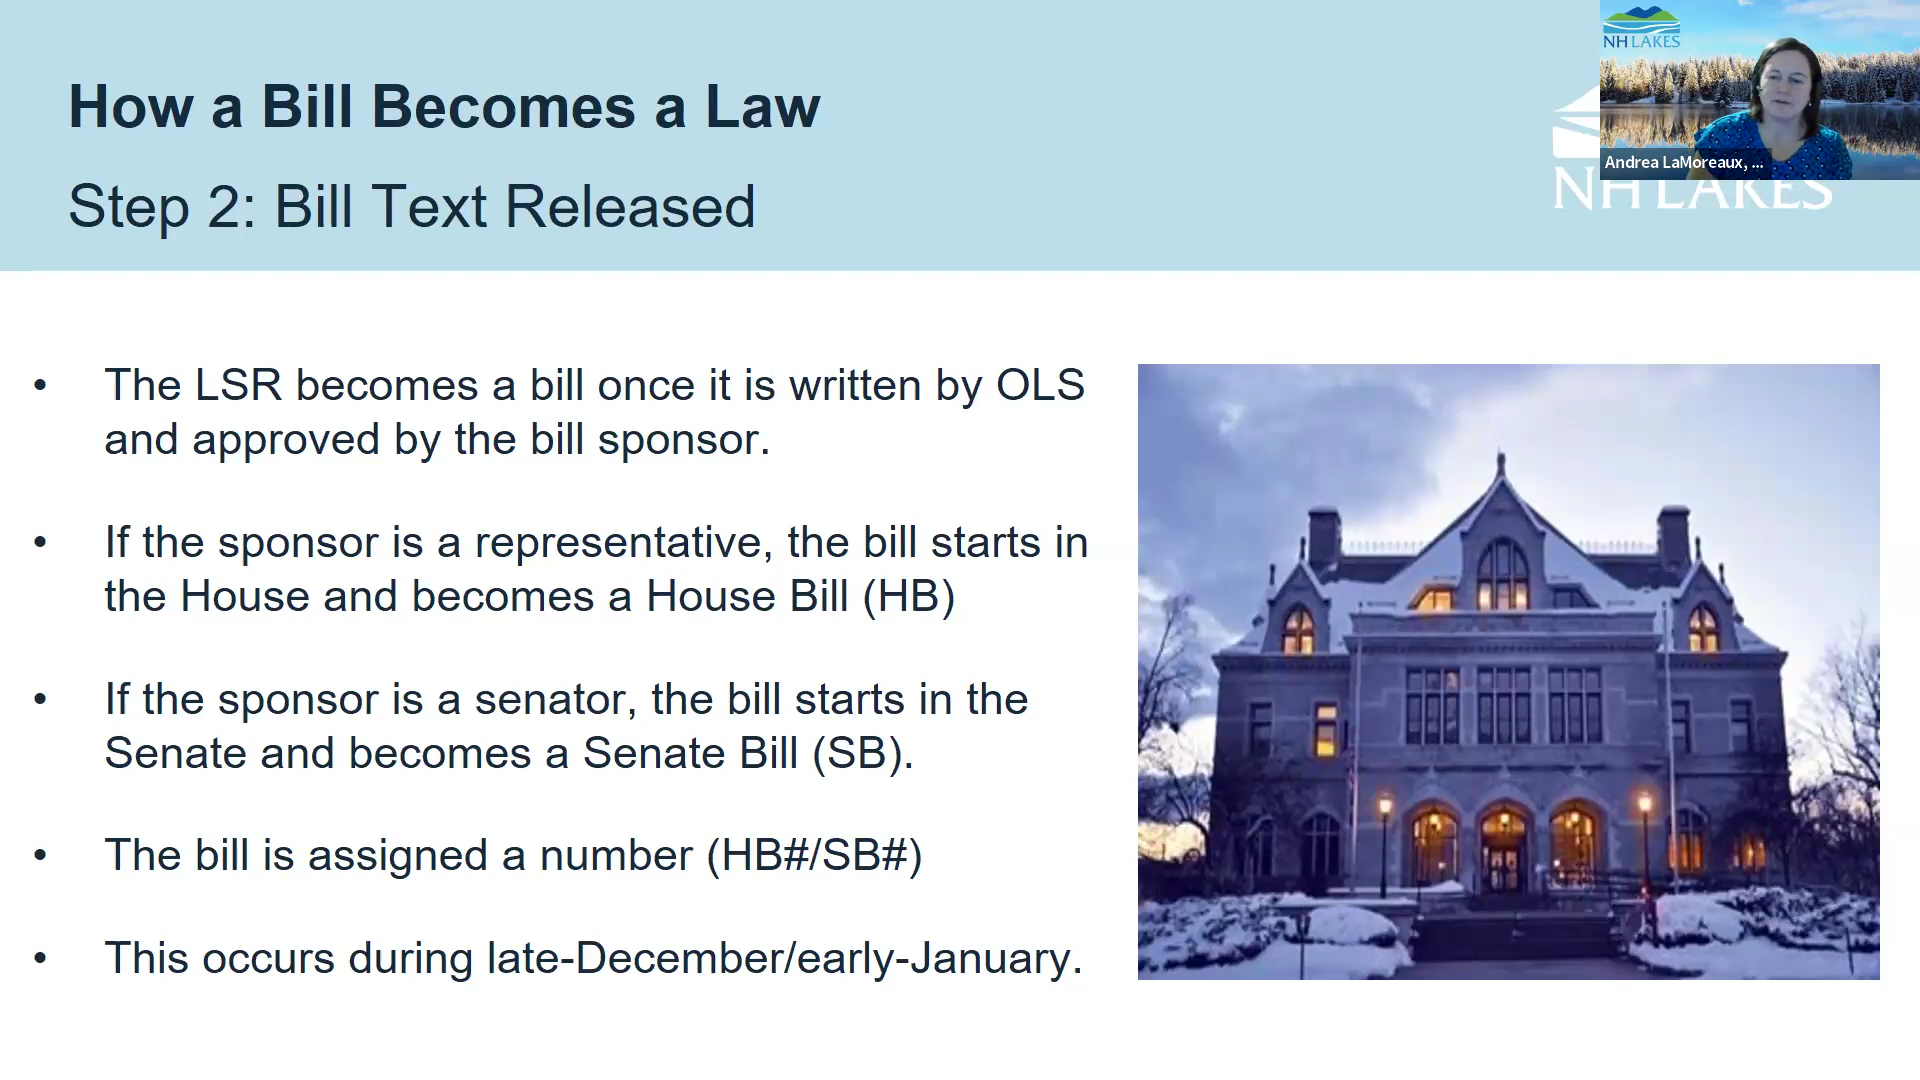 How a Bill Becomes a Law
Step 2: Bill Text Released
NH LAKES
Andrea LaMoreaux, ...
NH LAKES
• The LSR becomes a bill once it is written by OLS
and approved by the bill sponsor.
• If the sponsor is a representative, the bill starts in
the House and becomes a House Bill (HB)
• If the sponsor is a senator, the bill starts in the
Senate and becomes a Senate Bill (SB).
• The bill is assigned a number (HB#/SB#)
• This occurs during late-December/early-January.